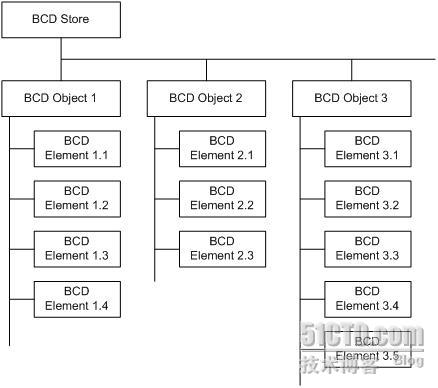 BCD Store
BCD Object 1
BCD Object 2
BCD Object 3
BCD
Element 1.1
BCD
Element 2.1
BCD
Element 3.1
BCD
Element 1.2
BCD
Element 2.2
BCD
Element 3.2
BCD
Element 1.3
BCD
Element 2.3
BCD
Element 3.3
BCD
Element 1.4
BCD
Element 3.4
51CTO.com
BCD
Element 3.5
技术博客 Blog